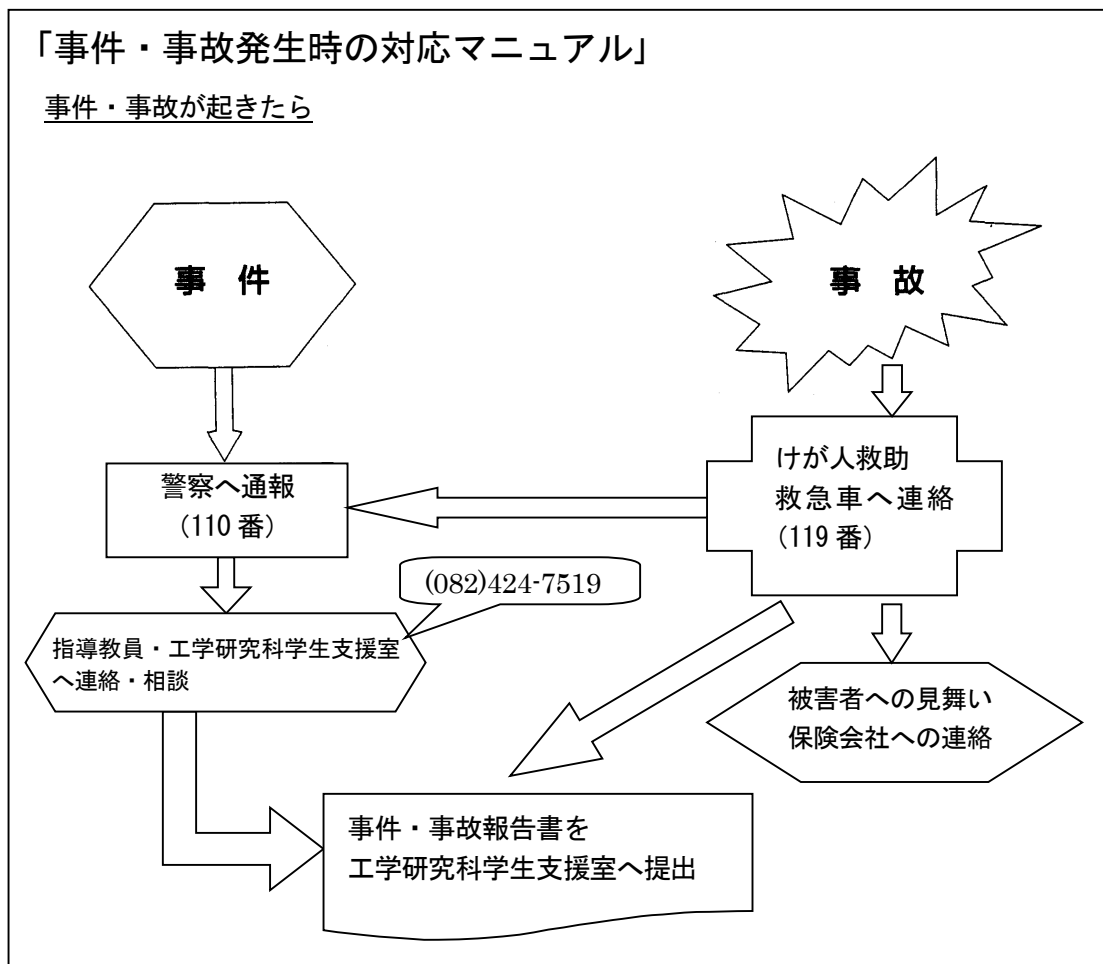 「事件・事故発生時の対応マニュアル」
事件・事故が起きたら
事 件
事 故
警察へ通報
（110 番）
けが人救助
救急車へ連絡
（119 番）
(082)424-7519
指導教員・工学研究科学生支援室
へ連絡・相談
被害者への見舞い
保険会社への連絡
事件・事故報告書を
工学研究科学生支援室へ提出